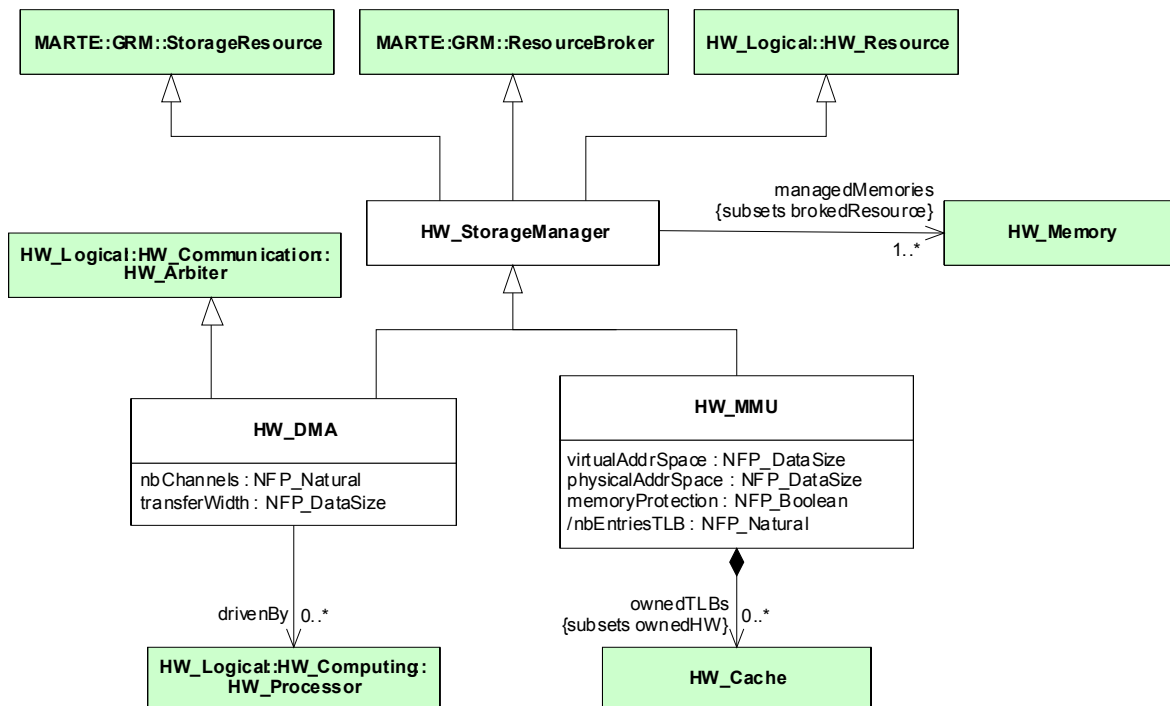 MARTE::GRM::StorageResource
MARTE::GRM::ResourceBroker
HW_Logical::HW_Resource
managedMemories
{subsets brokedResource}
1..*
HW_StorageManager
HW_Memory
HW_Logical::HW_Communication::
HW_Arbiter
HW_DMA
nbChannels : NFP_Natural
transferWidth : NFP_DataSize
HW_MMU
virtualAddrSpace : NFP_DataSize
physicalAddrSpace : NFP_DataSize
memoryProtection : NFP_Boolean
/nbEntriesTLB : NFP_Natural
drivenBy
0..*
ownedTLBs
{subsets ownedHW}
0..*
HW_Logical::HW_Computing::
HW_Processor
HW_Cache